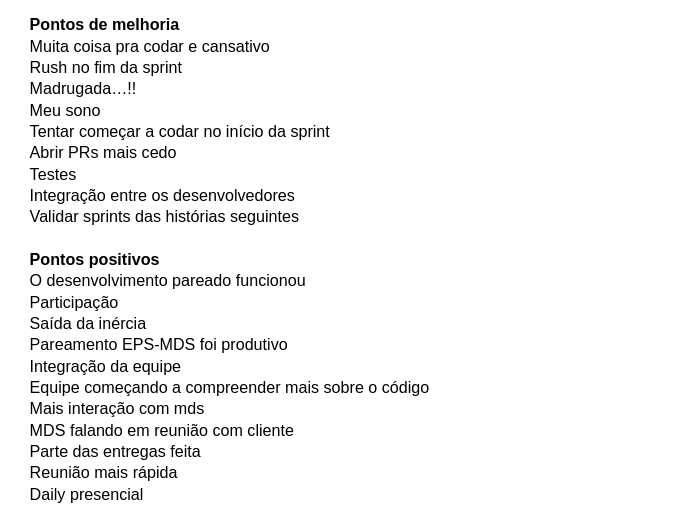 Pontos de melhoria
Muita coisa pra codar e cansativo
Rush no fim da sprint
Madrugada…!!
Meu sono
Tentar começar a codar no início da sprint
Abrir PRs mais cedo
Testes
Integração entre os desenvolvedores
Validar sprints das histórias seguintes
Pontos positivos
O desenvolvimento pareado funcionou
Participação
Saída da inércia
Pareamento EPS-MDS foi produtivo
Integração da equipe
Equipe começando a compreender mais sobre o código
Mais interação com mds
MDS falando em reunião com cliente
Parte das entregas feita
Reunião mais rápida
Daily presencial